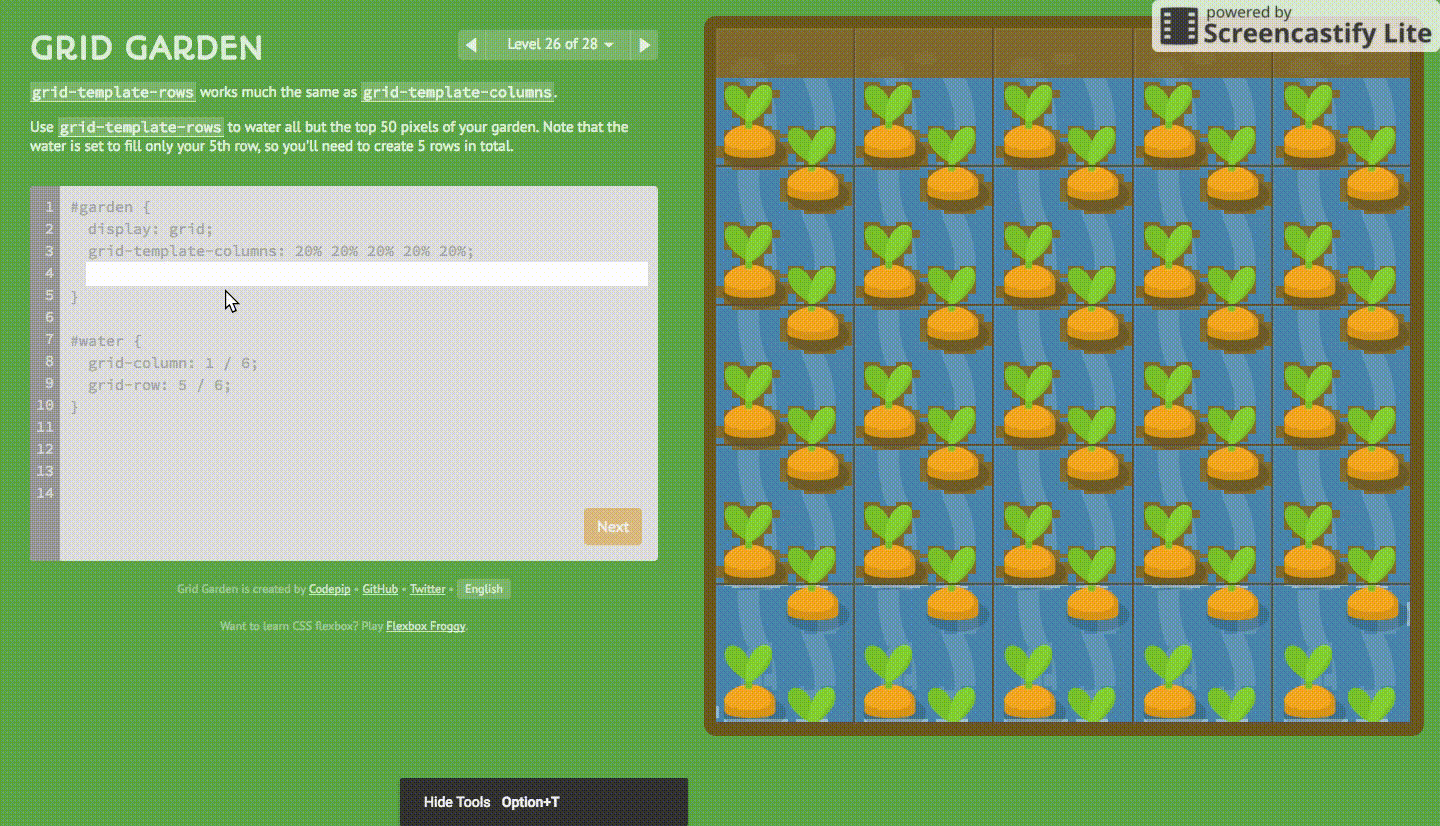 powered by
Screencastify Lite
GRID GARDEN
Level 26 of 28
grid-template-rows works much the same as grid-template-columns.
Use grid-template-rows to water all but the top 50 pixels of your garden. Note that the
water is set to fill only your 5th row, so you'll need to create 5 rows in total.
1 #garden {
2 display: grid;
3 grid-template-columns: 20% 20% 20% 20% 20%;
4
5 }
6
7 #water {
8 grid-column: 1 / 6;
9 grid-row: 5 / 6;
10 }
11
12
13
14
Next
Grid Garden is created by Codepip • GitHub • Twitter • English
Want to learn CSS flexbox? Play Flexbox Froggy.
Hide Tools Option+T